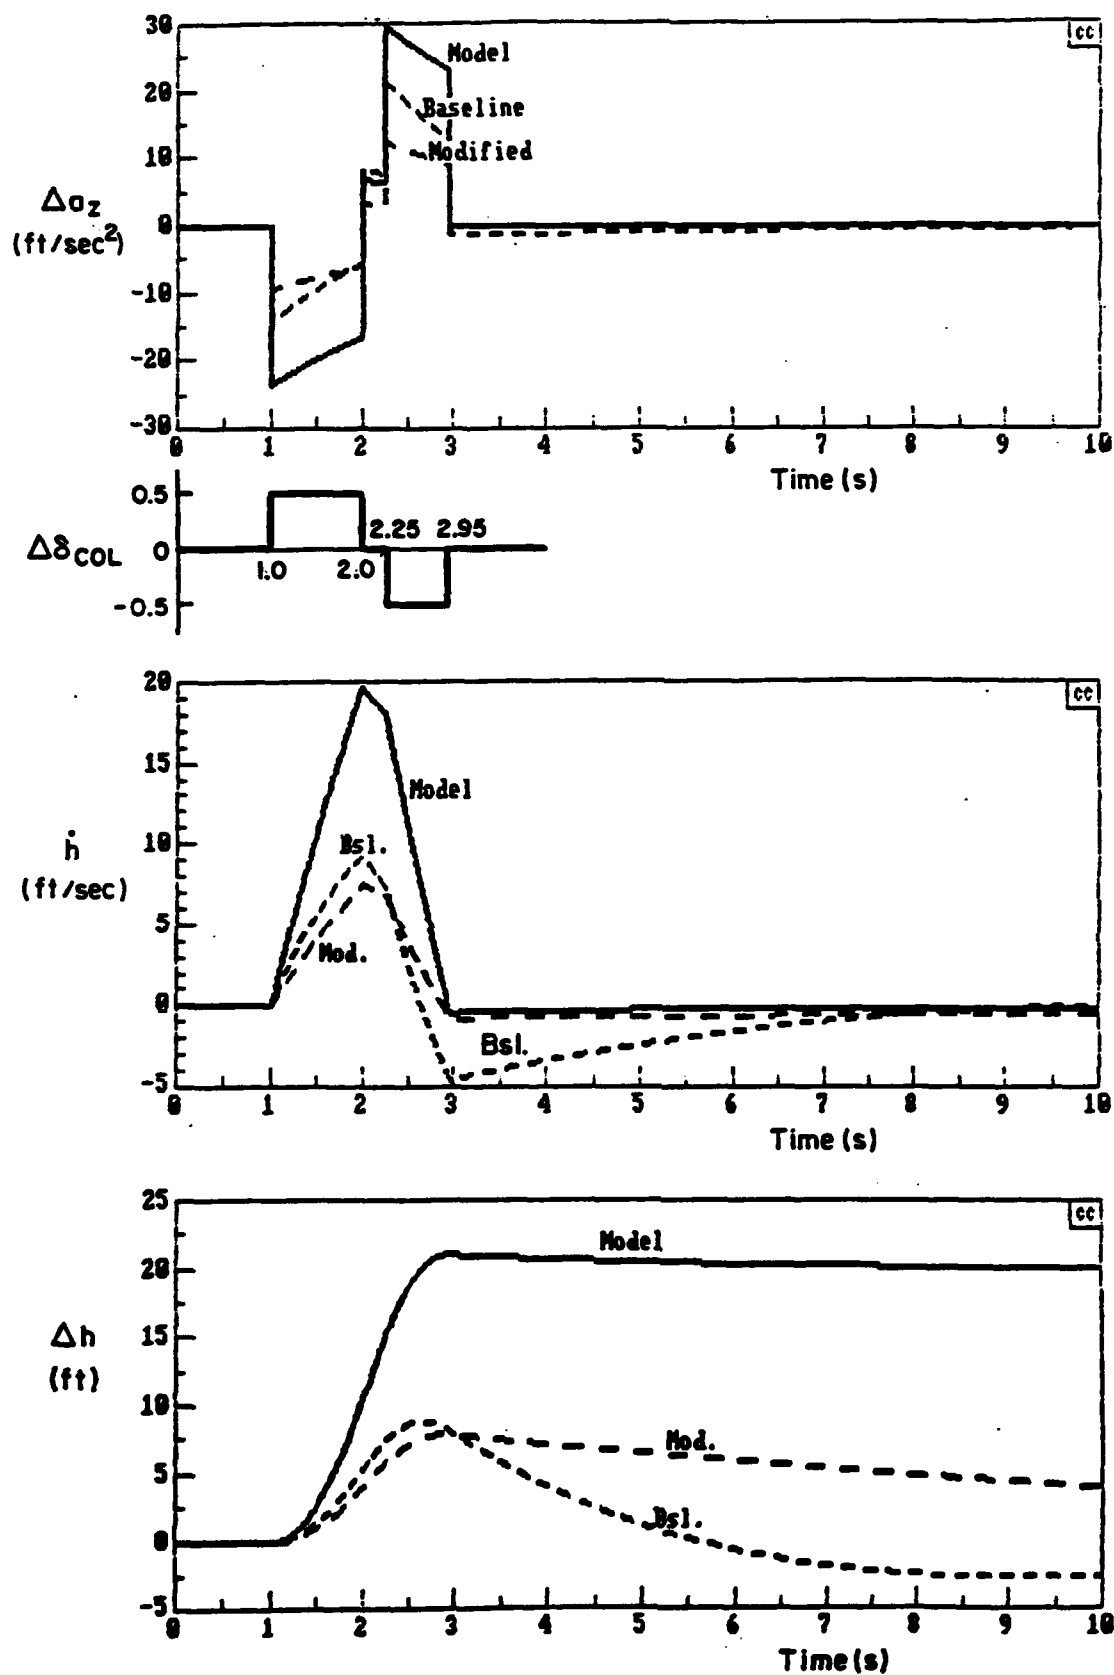 30
20
10
0
-10
-20
-30
Δa_z
(ft/sec²)
cc
Model
Baseline
Modified
0 1 2 3 4 5 6 7 8 9 10
Time (s)
0.5
0
-0.5
Δδ_COL
2.25 2.95
1.0 2.0
20
15
10
5
0
-5
ḣ
(ft/sec)
cc
Model
Bsl.
Mod.
Bsl.
0 1 2 3 4 5 6 7 8 9 10
Time (s)
25
20
15
10
5
0
-5
Δh
(ft)
cc
Model
Mod.
Bsl.
0 1 2 3 4 5 6 7 8 9 10
Time (s)